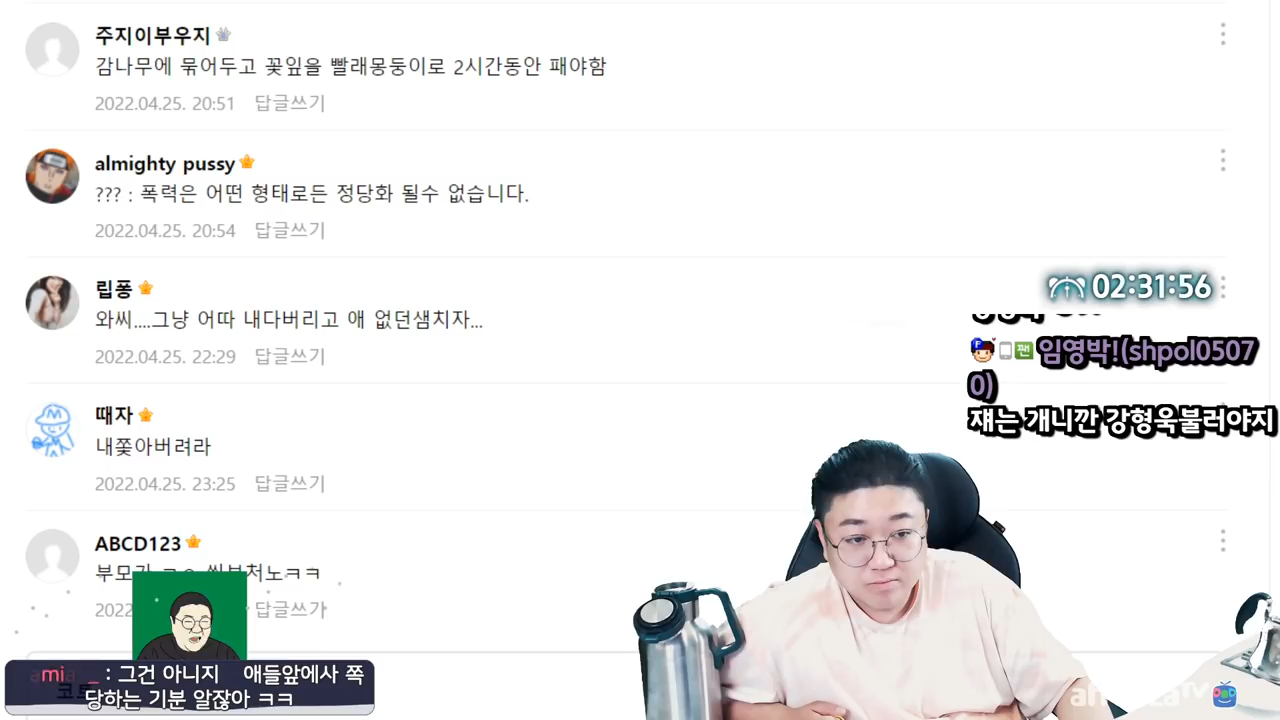 주지이부우지
감나무에 묶어두고 꽃잎을 빨래몽둥이로 2시간동안 패야함
2022.04.25. 20:51 답글쓰기
almighty pussy
??? : 폭력은 어떤 형태로든 정당화 될수 없습니다.
2022.04.25. 20:54 답글쓰기
립퐁
와씨....그냥 어따 내다버리고 애 없던샘치자...
2022.04.25. 22:29 답글쓰기
때자
내쫓아버려라
2022.04.25. 23:25 답글쓰기
ABCD123
2022 답글쓰기
02:31:56
임영박!(shpol0507
0)
쟤는 개니깐 강형욱불러야지
ami _ : 그건 아니지 애들앞에사 쪽
당하는 기분 알잖아 ㅋㅋ